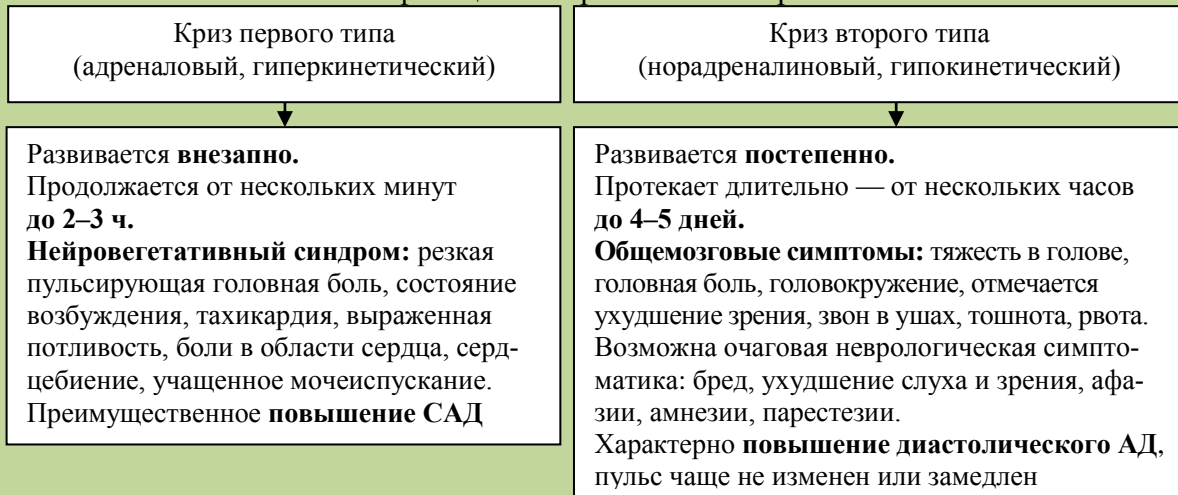 Криз первого типа
(адреналовый, гиперкинетический)
Развивается внезапно.
Продолжается от нескольких минут
до 2–3 ч.
Нейровегетативный синдром: резкая
пульсирующая головная боль, состояние
возбуждения, тахикардия, выраженная
потливость, боли в области сердца, серд-
цебиение, учащенное мочеиспускание.
Преимущественное повышение САД
Криз второго типа
(норадреналиновый, гипокинетический)
Развивается постепенно.
Протекает длительно — от нескольких часов
до 4–5 дней.
Общемозговые симптомы: тяжесть в голове,
головная боль, головокружение, отмечается
ухудшение зрения, звон в ушах, тошнота, рвота.
Возможна очаговая неврологическая симпто-
матика: бред, ухудшение слуха и зрения, афа-
зии, амнезии, парестезии.
Характерно повышение диастолического АД,
пульс чаще не изменен или замедлен